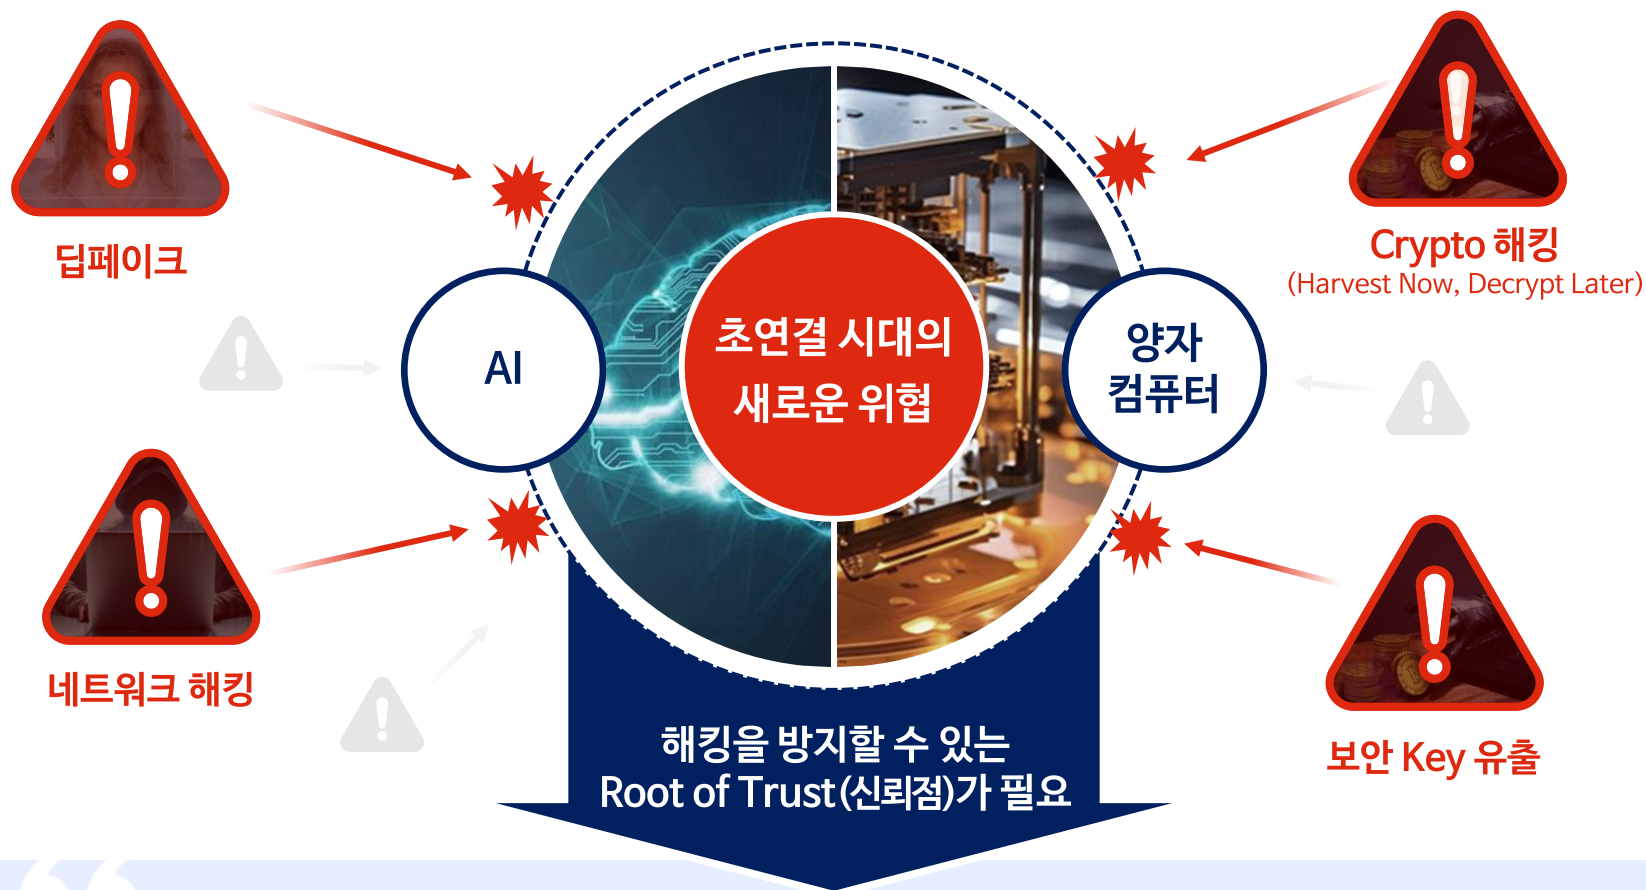 딥페이크
Crypto 해킹
(Harvest Now, Decrypt Later)
AI
초연결 시대의
새로운 위협
양자
컴퓨터
네트워크 해킹
보안 Key 유출
해킹을 방지할 수 있는
Root of Trust(신뢰점)가 필요
“